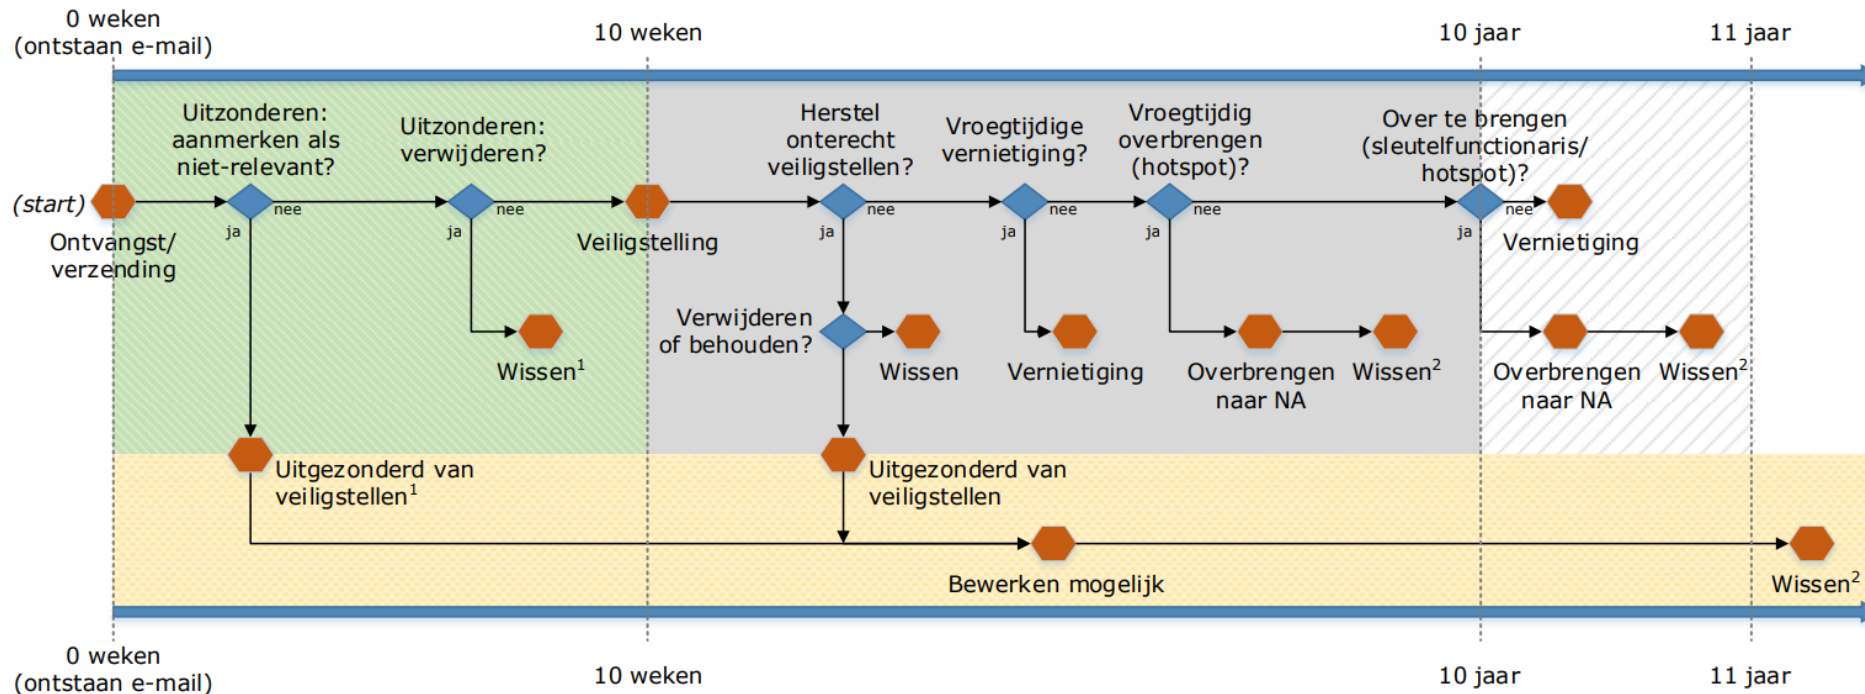 0 weken
(ontstaan e-mail)
10 weken
10 jaar
11 jaar
Uitzonderen:
aanmerken als
niet-relevant?
Uitzonderen:
verwijderen?
Herstel
onterecht
veiligstellen?
Vroegtijdige
vernietiging?
Vroegtijdig
overbrengen
(hotspot)?
Over te brengen
(sleutelfunctionaris/
hotspot)?
(start)
nee
nee
nee
nee
nee
nee
ja
ja
ja
ja
ja
ja
Ontvangst/
verzending
Veiligstelling
Vernietiging
Verwijderen
of behouden?
Wissen¹
Wissen
Vernietiging
Overbrengen
naar NA
Wissen²
Overbrengen
naar NA
Wissen²
Uitgezonderd van
veiligstellen¹
Uitgezonderd van
veiligstellen
Bewerken mogelijk
Wissen²
0 weken
(ontstaan e-mail)
10 weken
10 jaar
11 jaar